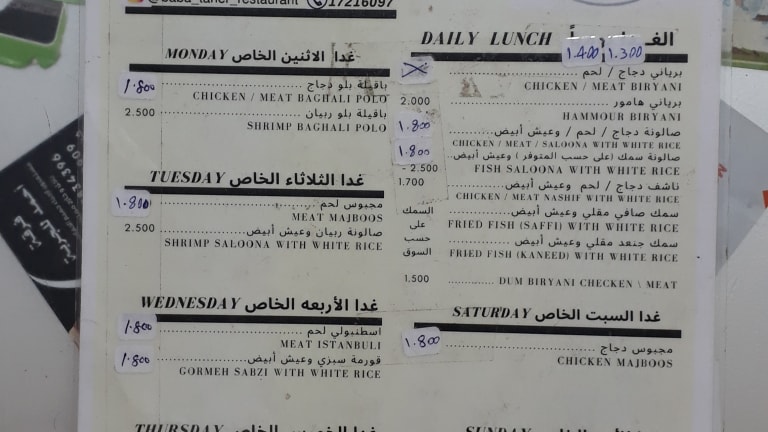 17216097
غدا الاثنين الخاص MONDAY
1.800 باقيلة بلو دجاج
CHICKEN / MEAT BAGHALI POLO
2.500 باقيلة بلو ربيان
SHRIMP BAGHALI POLO
غدا الثلاثاء الخاص TUESDAY
1.800 مجبوس لحم
MEAT MAJBOOS
2.500 صالونة ربيان وعيش أبيض
SHRIMP SALOONA WITH WHITE RICE
غدا الأربعه الخاص WEDNESDAY
1.800 اسطنبولي لحم
MEAT ISTANBULI
1.800 قورمة سبزي وعيش أبيض
GORMEH SABZI WITH WHITE RICE
غدا الخميس الخاص THURSDAY
DAILY LUNCH
1.400 1.300
برياني دجاج / لحم
CHICKEN / MEAT BIRYANI
2.000 برياني هامور
HAMMOUR BIRYANI
1.800 صالونة دجاج / لحم / وعيش أبيض
CHICKEN / MEAT / SALOONA WITH WHITE RICE
1.800 صالونة سمك (على حسب المتوفر) وعيش أبيض
- 2.500 FISH SALOONA WITH WHITE RICE
1.700 ناشف دجاج / لحم وعيش أبيض
CHICKEN / MEAT NASHIF WITH WHITE RICE
السمك سمك صافي مقلي وعيش أبيض
على FRIED FISH (SAFFI) WITH WHITE RICE
حسب سمك جنعد مقلي وعيش أبيض
السوق FRIED FISH (KANEED) WITH WHITE RICE
1.500 DUM BIRYANI CHECKEN \ MEAT
غدا السبت الخاص SATURDAY
1.800 مجبوس دجاج
CHICKEN MAJBOOS
SUNDAY